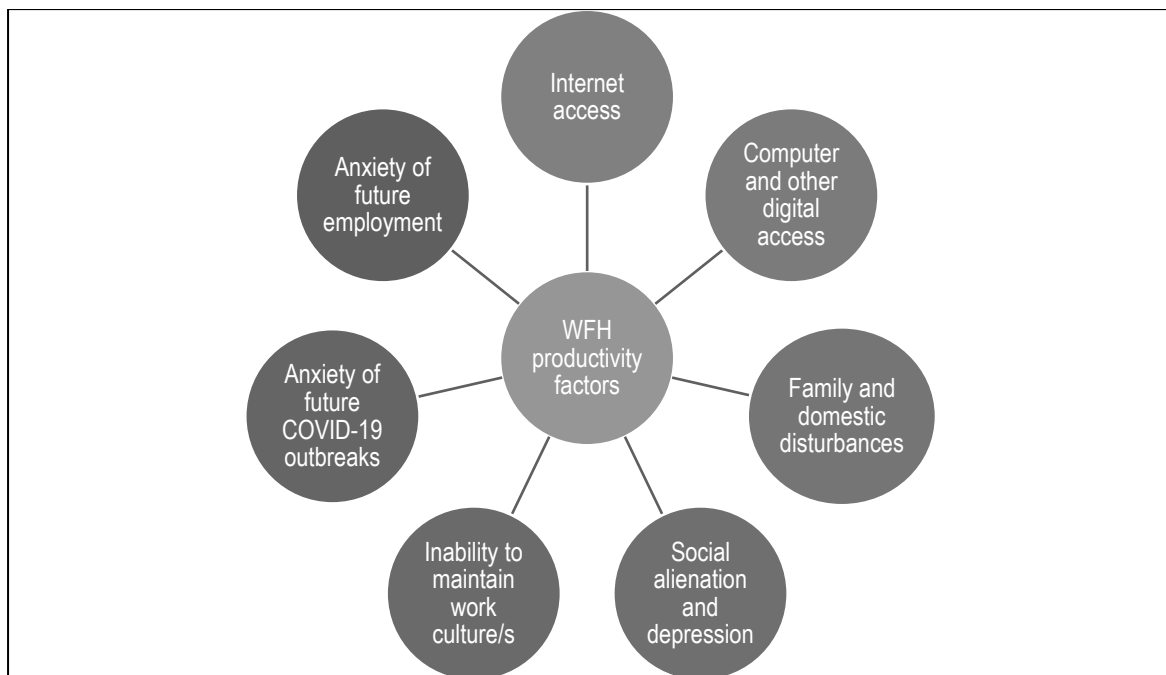 Internet
access
Computer
and other
digital
access
Family and
domestic
disturbances
Social
alienation
and
depression
Inability to
maintain
work
culture/s
Anxiety of
future
COVID-19
outbreaks
Anxiety of
future
employment
WFH
productivity
factors